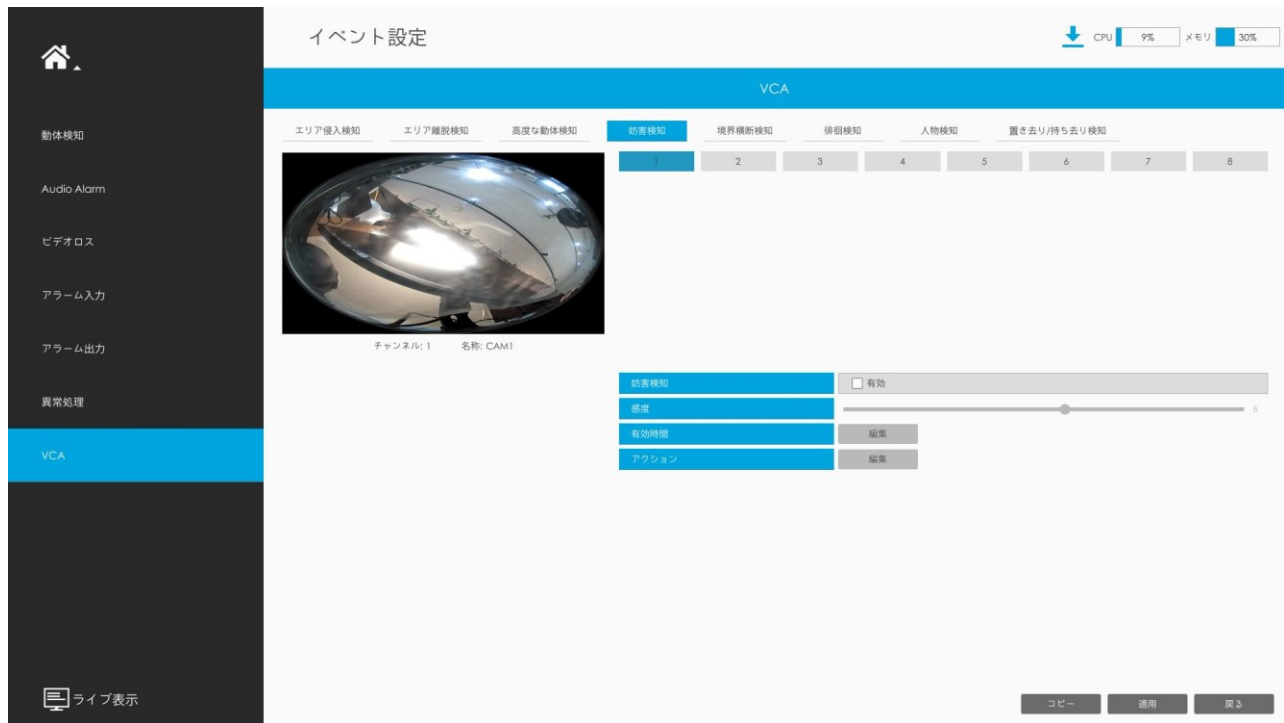 イベント設定
CPU 9% メモリ 30%
VCA
動体検知
Audio Alarm
ビデオロス
アラーム入力
アラーム出力
異常処理
VCA
ライブ表示
エリア侵入検知 エリア離脱検知 高度な動体検知 妨害検知 境界横断検知 徘徊検知 人物検知 置き去り/持ち去り検知
1 2 3 4 5 6 7 8
チャンネル: 1 名称: CAM1
妨害検知 有効
感度 6
有効時間 編集
アクション 編集
コピー 適用 戻る